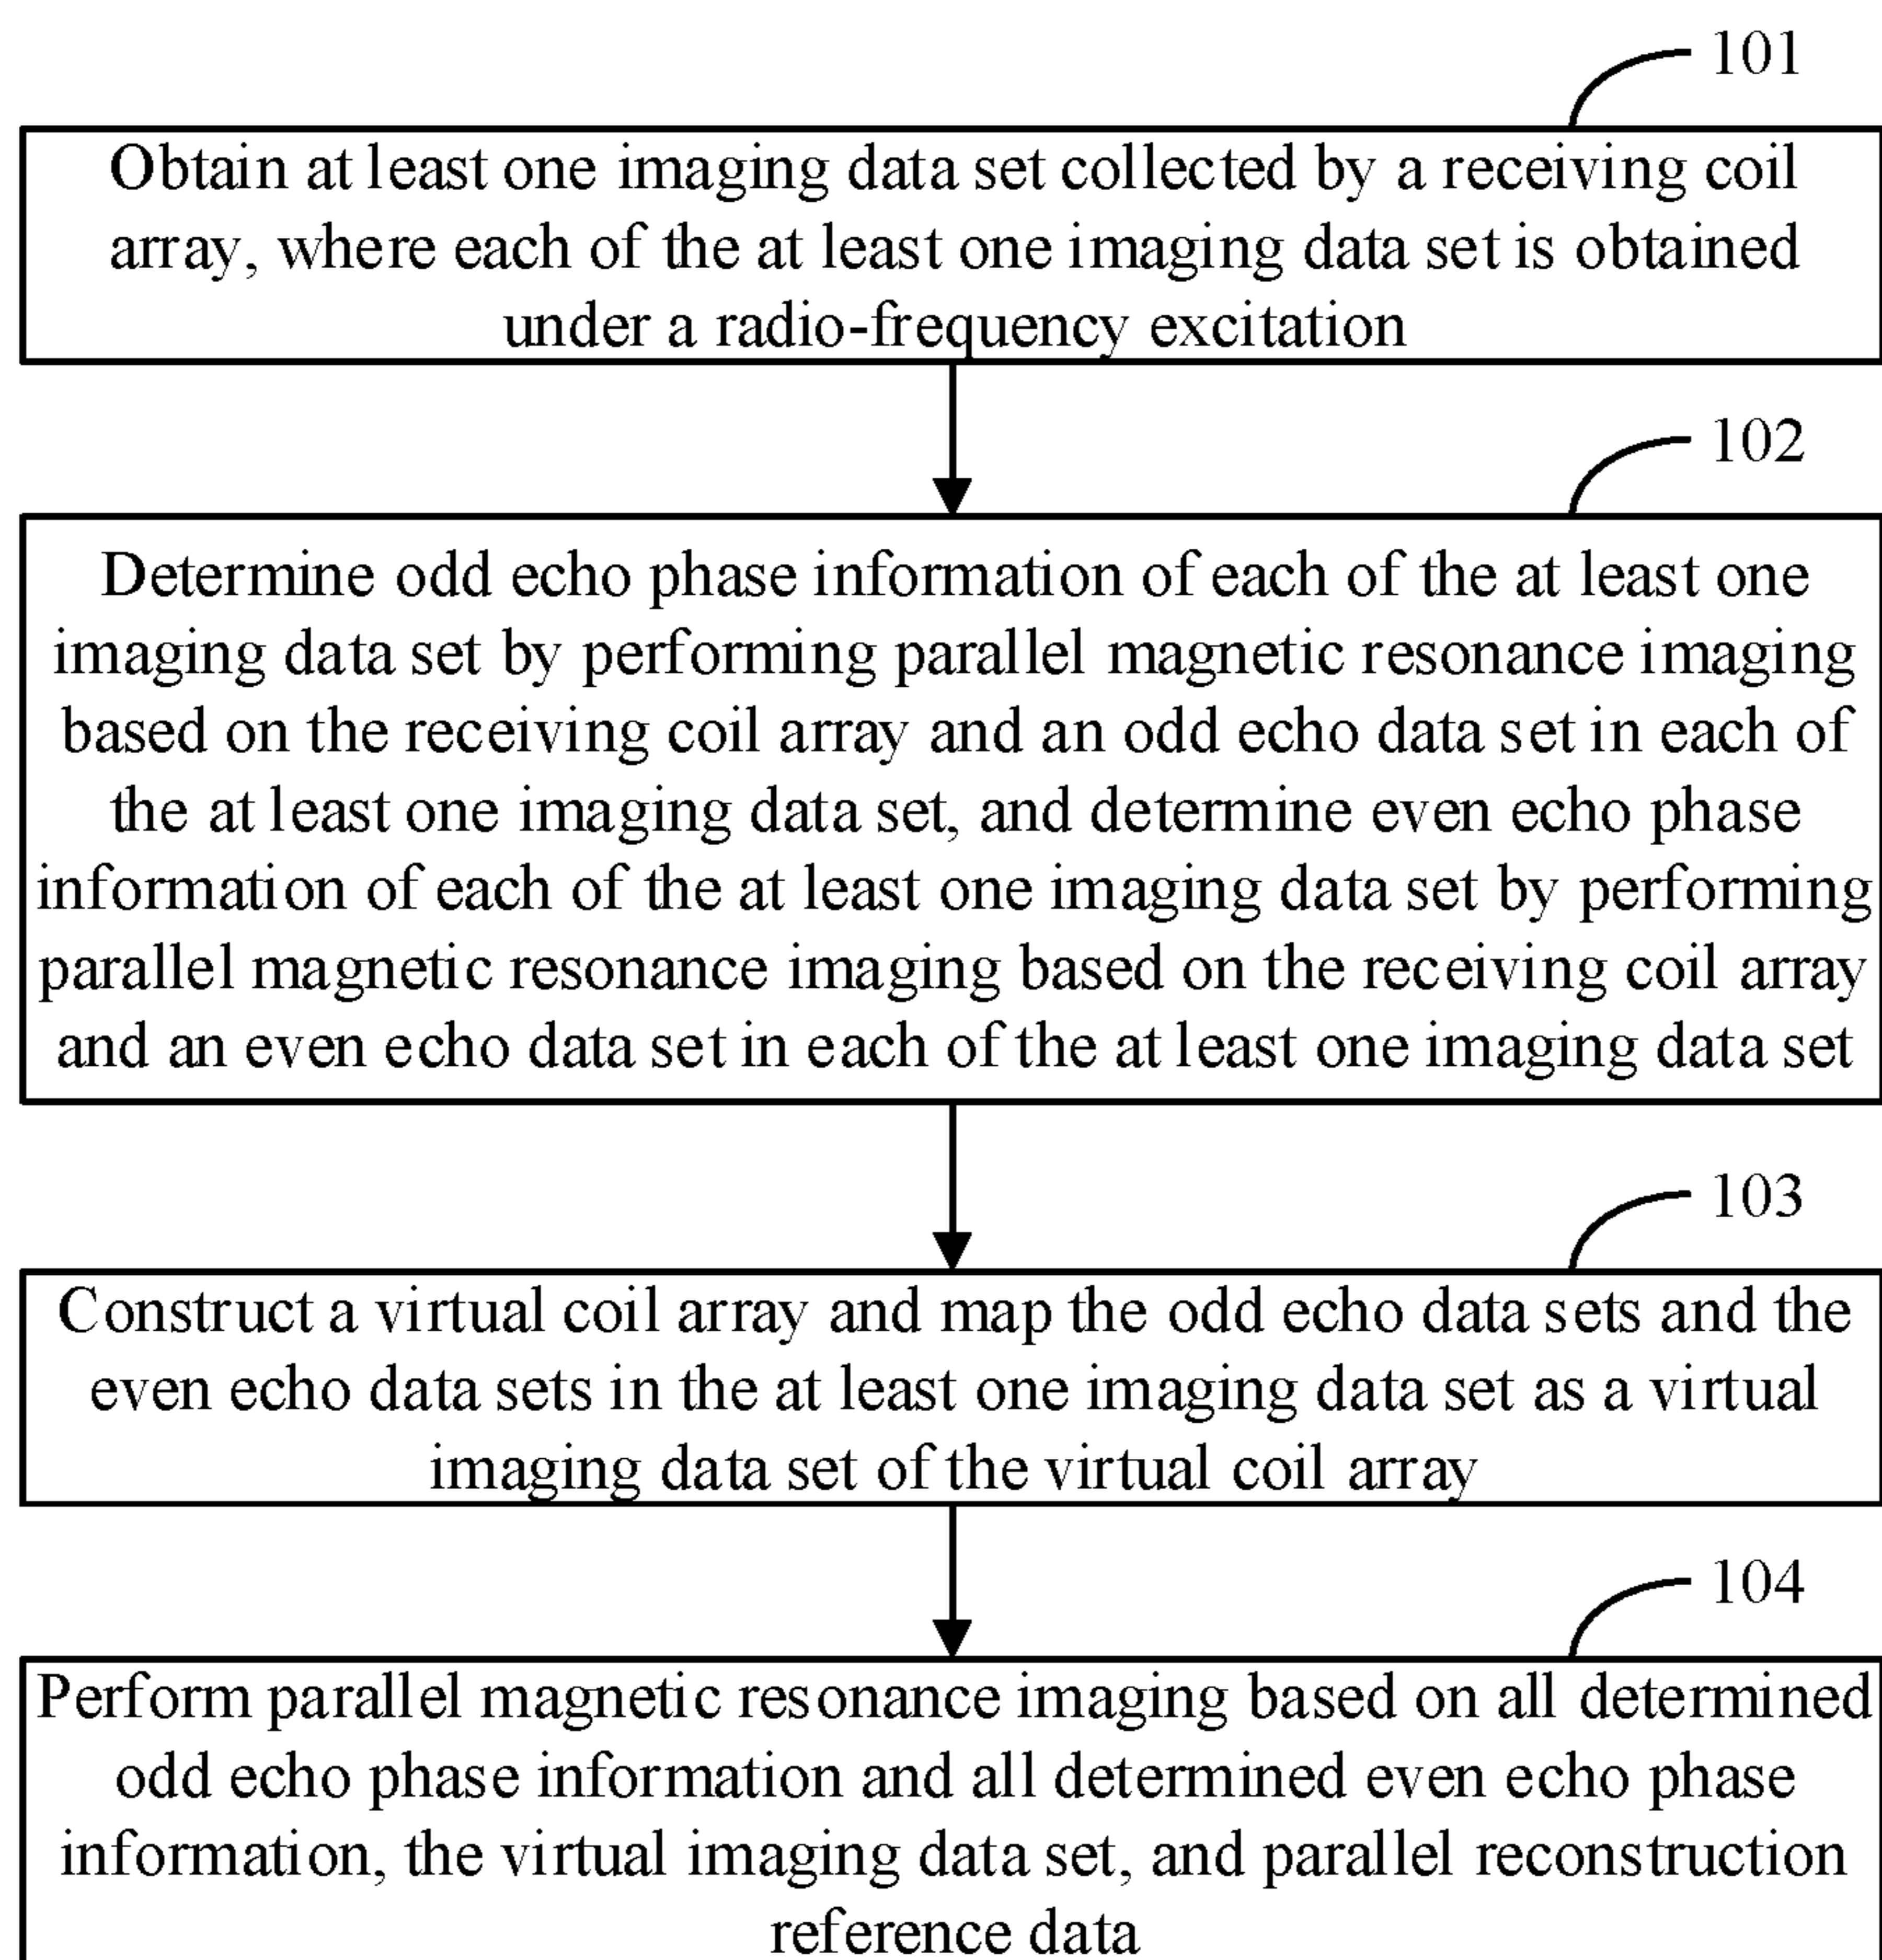 101
Obtain at least one imaging data set collected by a receiving coil
array, where each of the at least one imaging data set is obtained
under a radio-frequency excitation
102
Determine odd echo phase information of each of the at least one
imaging data set by performing parallel magnetic resonance imaging
based on the receiving coil array and an odd echo data set in each of
the at least one imaging data set, and determine even echo phase
information of each of the at least one imaging data set by performing
parallel magnetic resonance imaging based on the receiving coil array
and an even echo data set in each of the at least one imaging data set
103
Construct a virtual coil array and map the odd echo data sets and the
even echo data sets in the at least one imaging data set as a virtual
imaging data set of the virtual coil array
104
Perform parallel magnetic resonance imaging based on all determined
odd echo phase information and all determined even echo phase
information, the virtual imaging data set, and parallel reconstruction
reference data